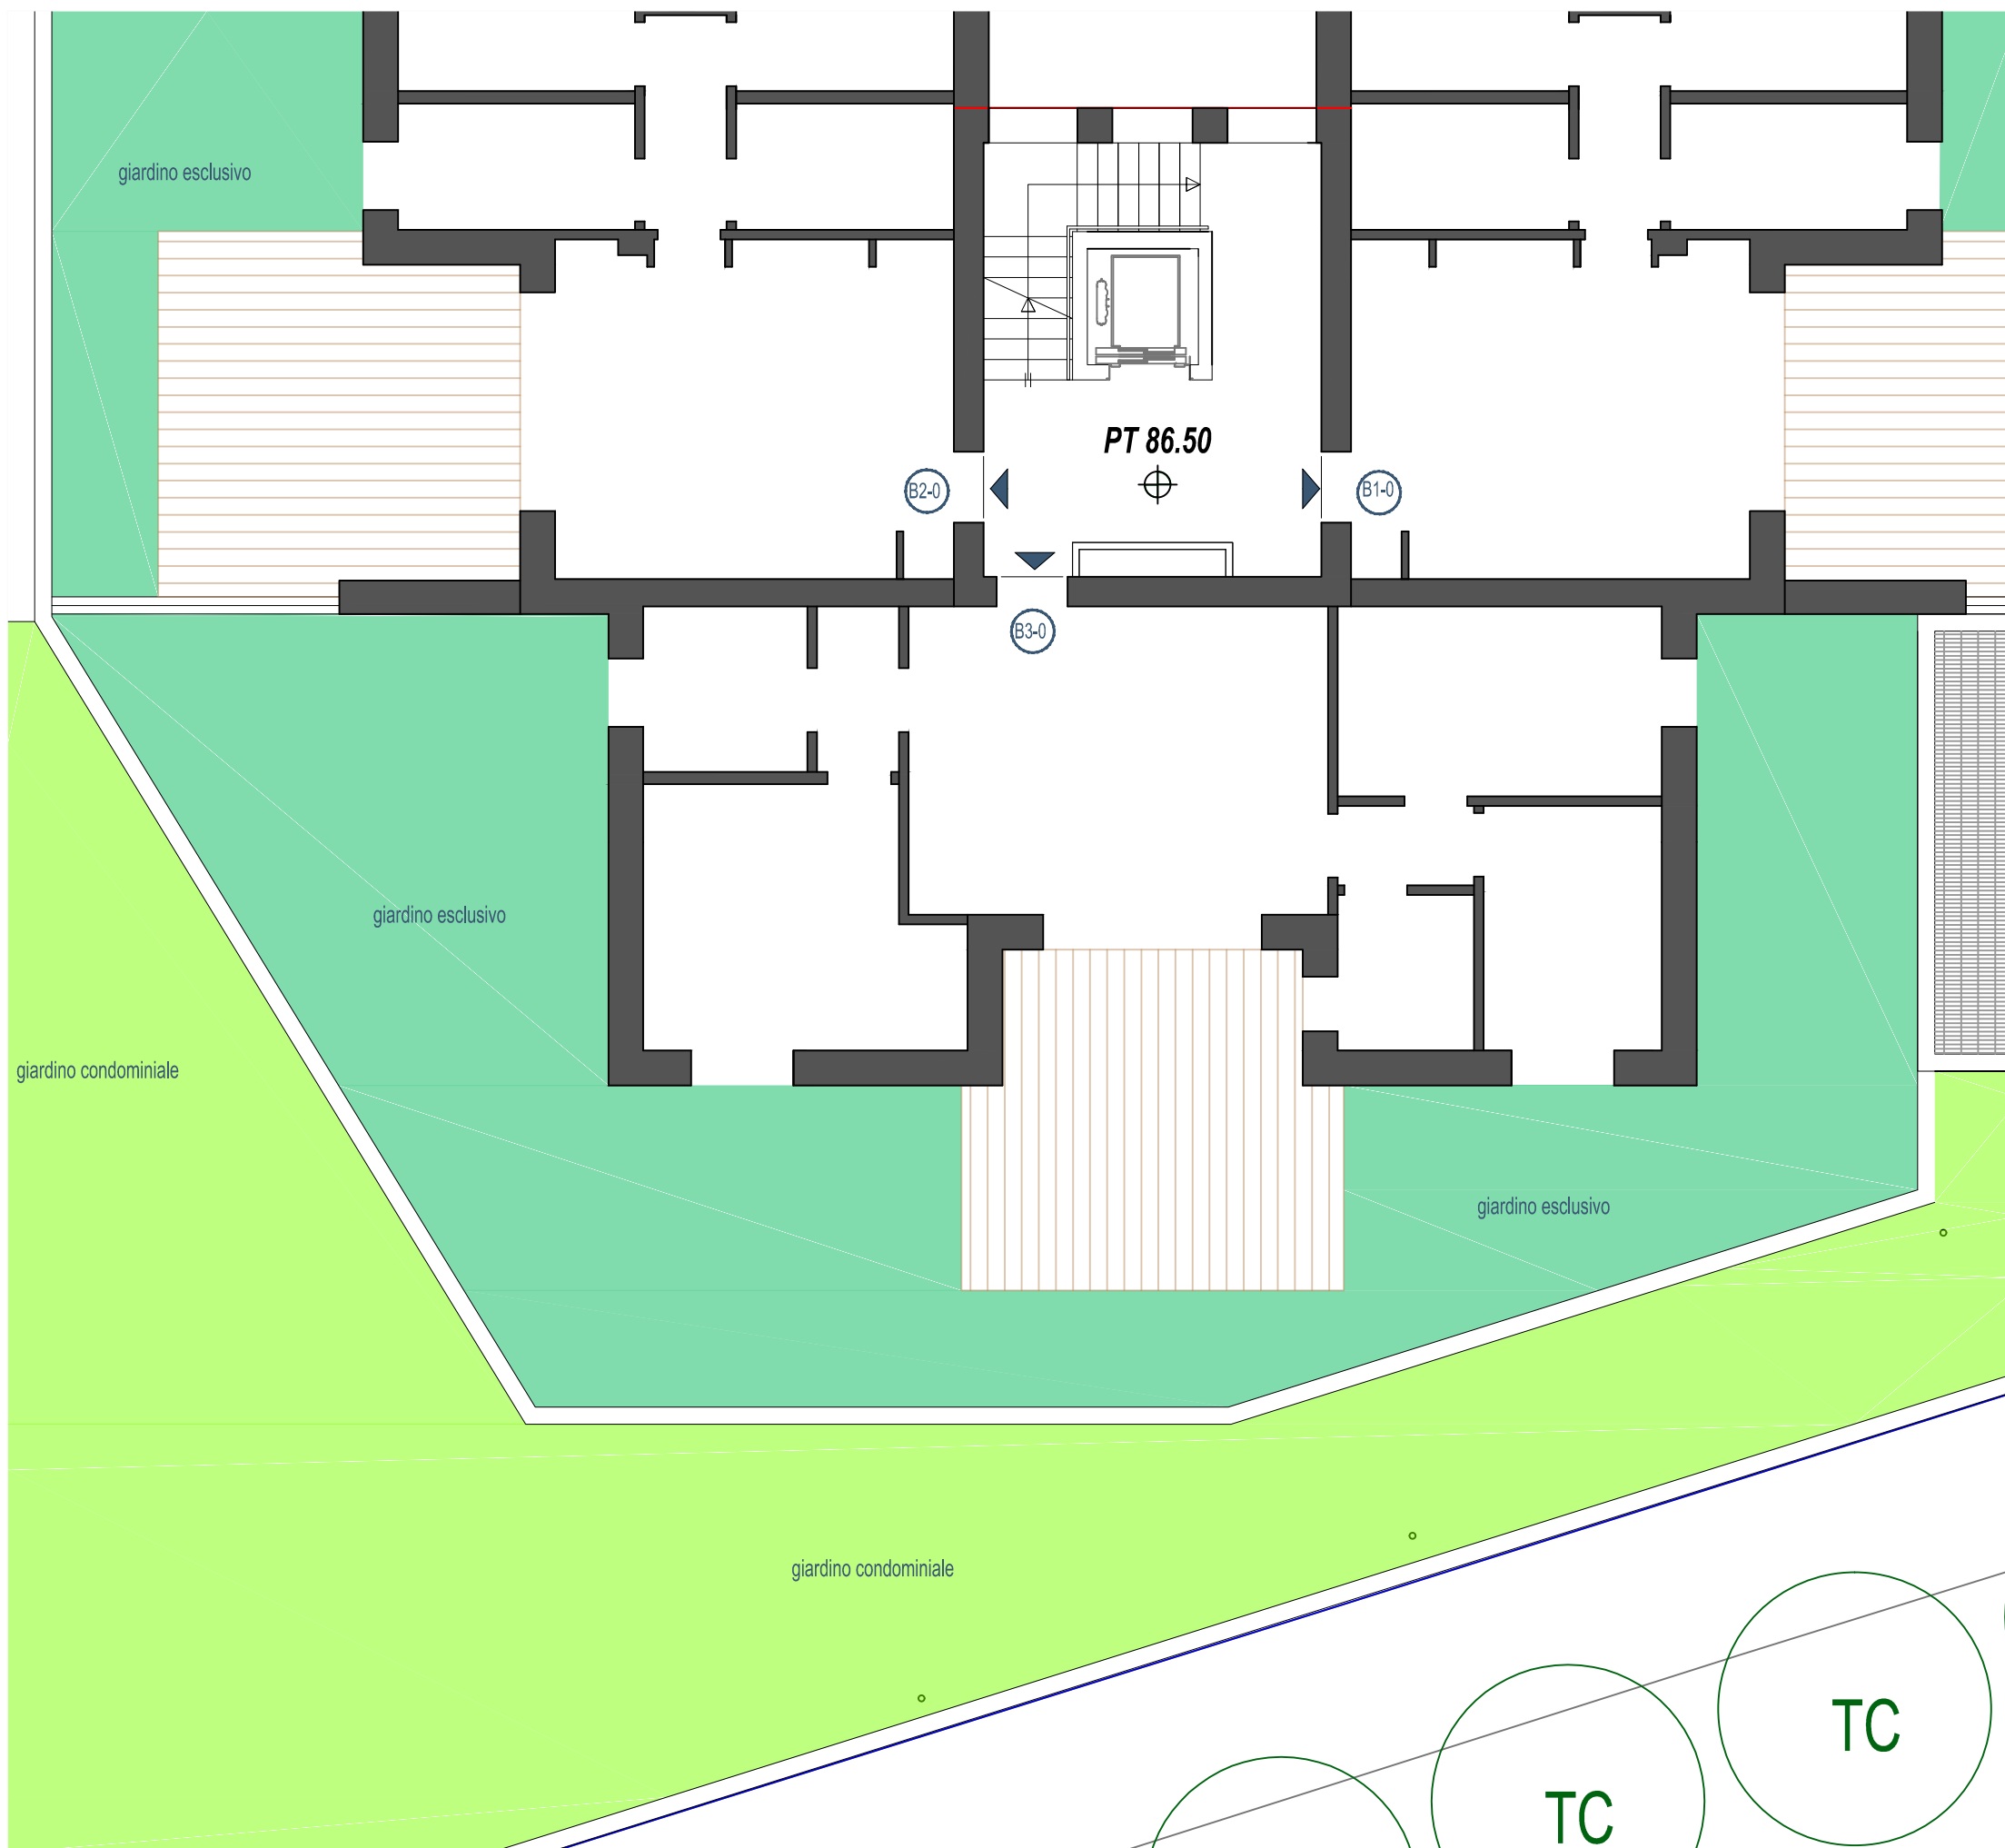 giardino esclusivo
PT 86.50
B2-0
B1-0
B3-0
giardino esclusivo
giardino condominiale
giardino esclusivo
giardino condominiale
TC
TC